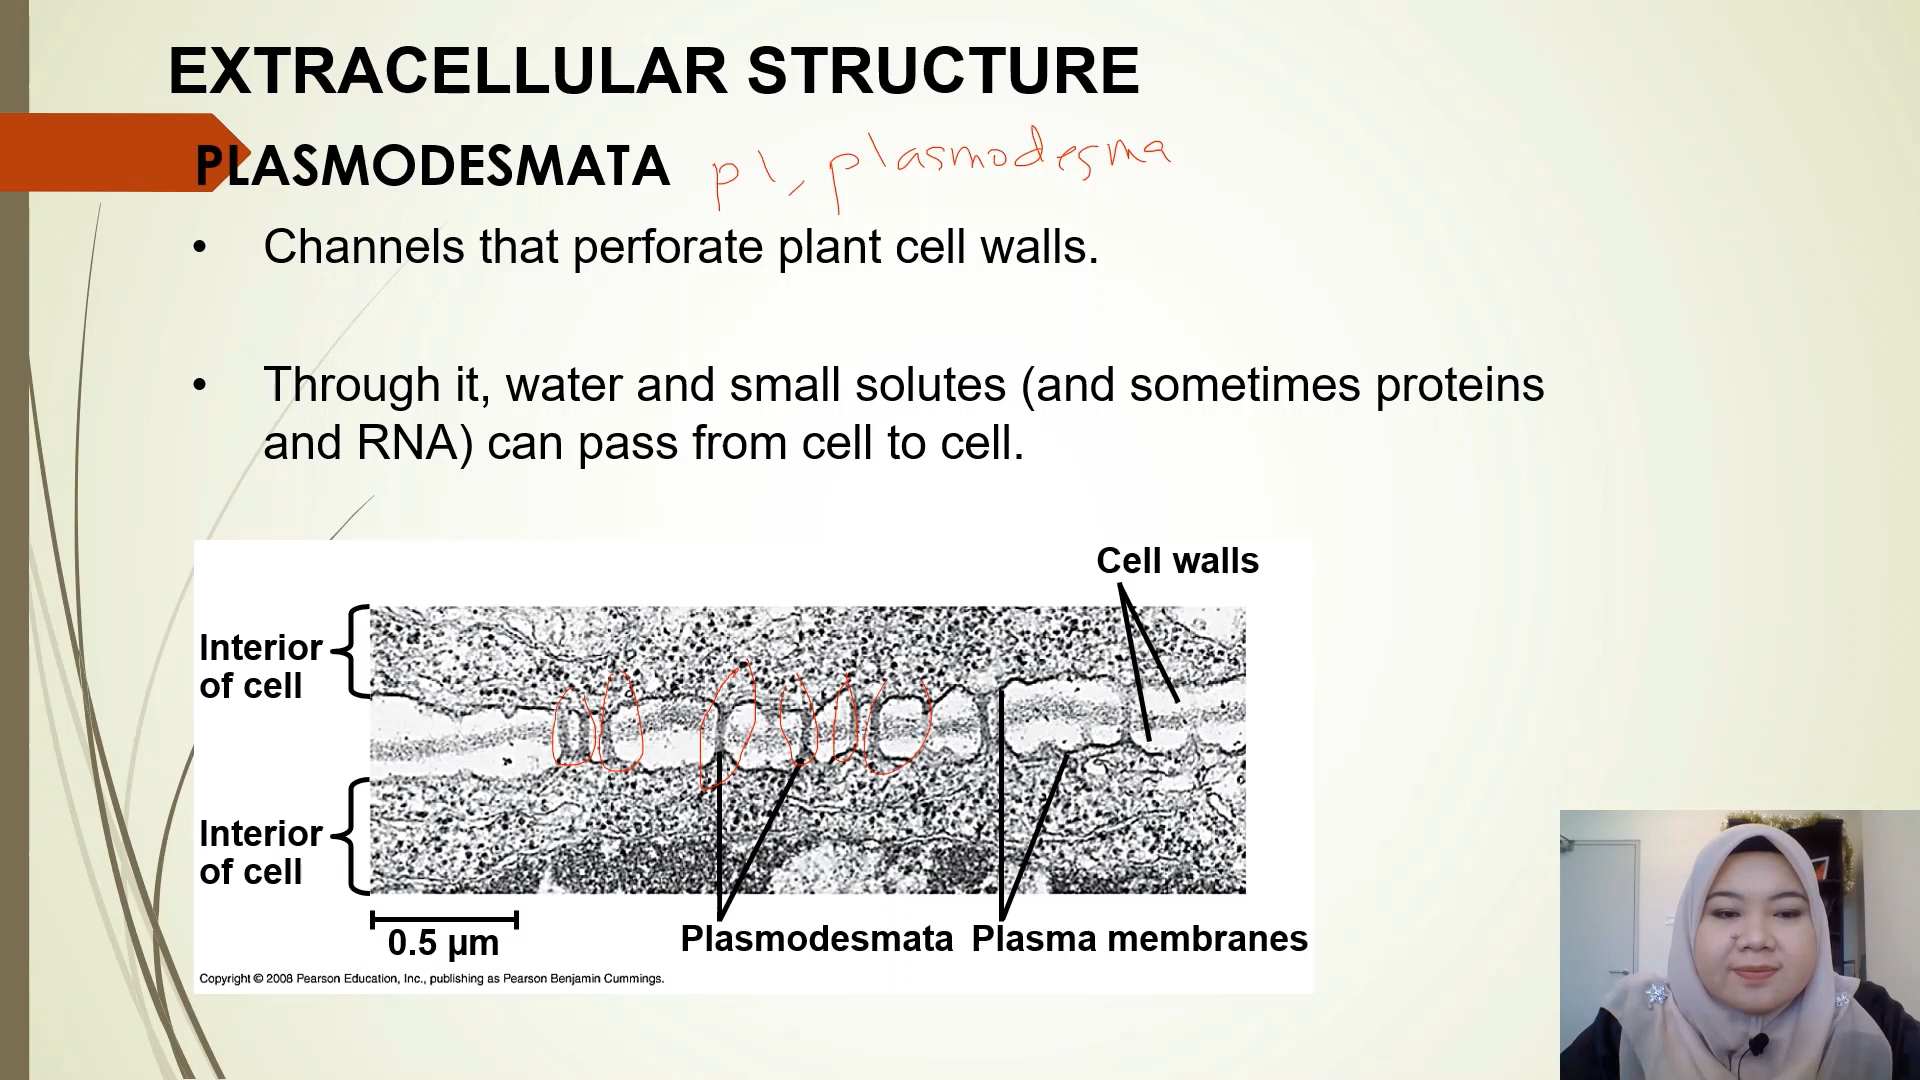 EXTRACELLULAR STRUCTURE
PLASMODESMATA pl, plasmodesma
• Channels that perforate plant cell walls.
• Through it, water and small solutes (and sometimes proteins
and RNA) can pass from cell to cell.
Cell walls
Interior
of cell
Interior
of cell
0.5 µm
Plasmodesmata Plasma membranes
Copyright © 2008 Pearson Education, Inc., publishing as Pearson Benjamin Cummings.